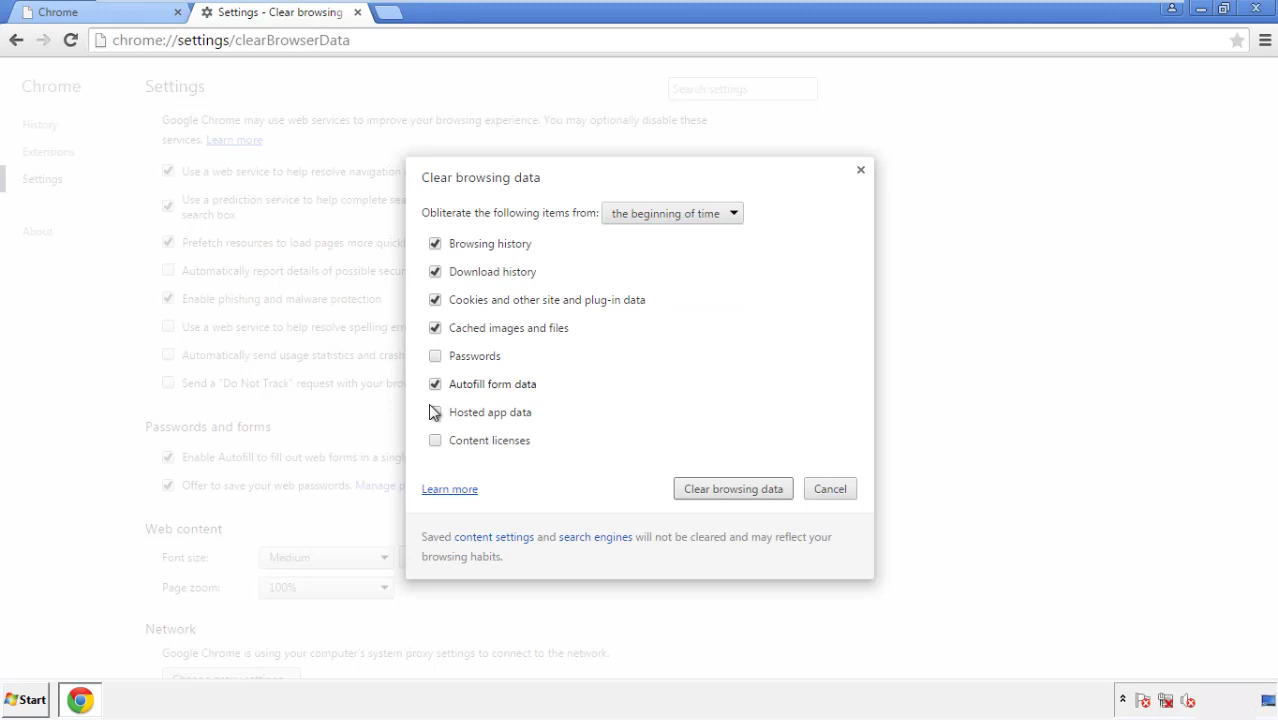 Chrome
Settings - Clear browsing
chrome://settings/clearBrowserData
Chrome
History
Extensions
Settings
About
Settings
Search settings
Google Chrome may use web services to improve your browsing experience. You may optionally disable these
services. Learn more
Use a web service to help resolve navigation
Use a prediction service to help complete
search box
Prefetch resources to load pages more
Automatically report details of possible
Enable phishing and malware protection
Use a web service to help resolve spelling
Automatically send usage statistics and
Send a "Do Not Track" request with your
Passwords and forms
Enable Autofill to fill out web forms in a
Offer to save your web passwords. Manage
Web content
Font size: Medium
Page zoom: 100%
Network
Google Chrome is using your computer's system proxy settings to connect to the network.
Clear browsing data
Obliterate the following items from: the beginning of time
Browsing history
Download history
Cookies and other site and plug-in data
Cached images and files
Passwords
Autofill form data
Hosted app data
Content licenses
Learn more
Clear browsing data
Cancel
Saved content settings and search engines will not be cleared and may reflect your
browsing habits.
Start